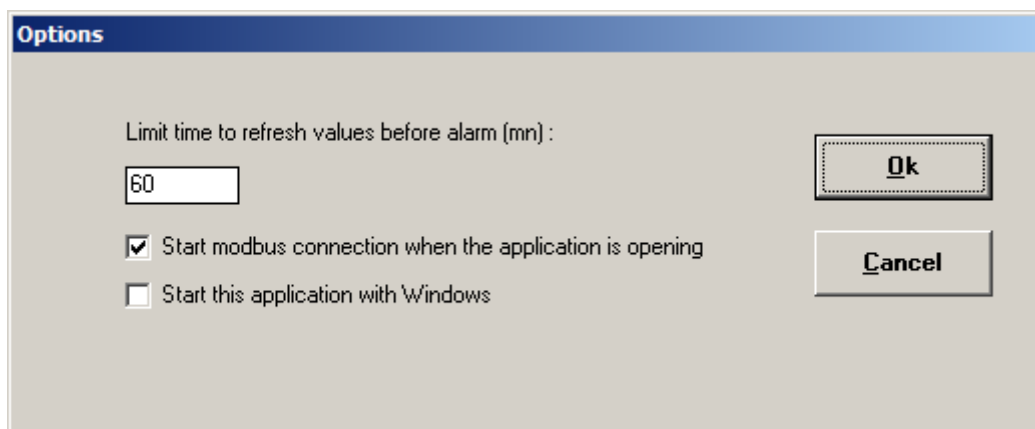 Options
Limit time to refresh values before alarm (mn) :
60
Start modbus connection when the application is opening
Start this application with Windows
Ok
Cancel